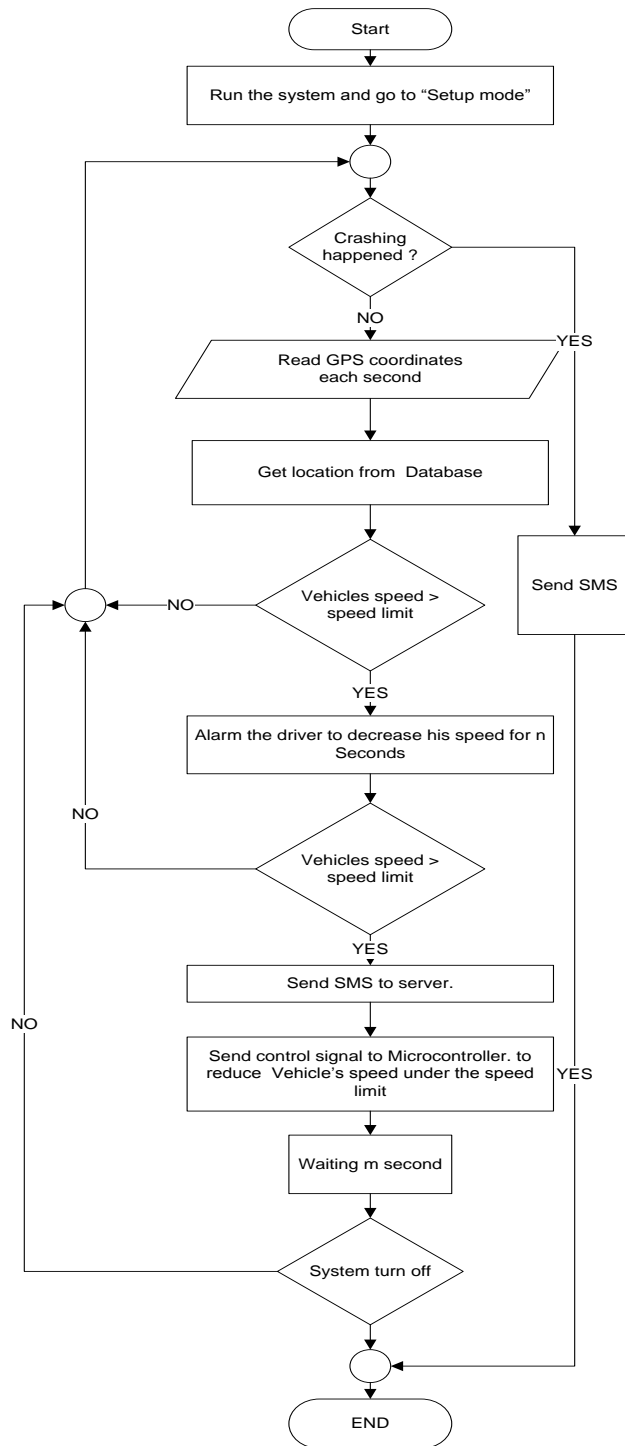 Start
Run the system and go to “Setup mode”
Crashing
happened ?
NO
YES
Read GPS coordinates
each second
Get location from  Database
Send SMS
Vehicles speed >
speed limit
NO
YES
Alarm the driver to decrease his speed for n
Seconds
NO
Vehicles speed >
speed limit
YES
Send SMS to server.
NO
Send control signal to Microcontroller. to
reduce  Vehicle’s speed under the speed
limit
YES
Waiting m second
System turn off
END